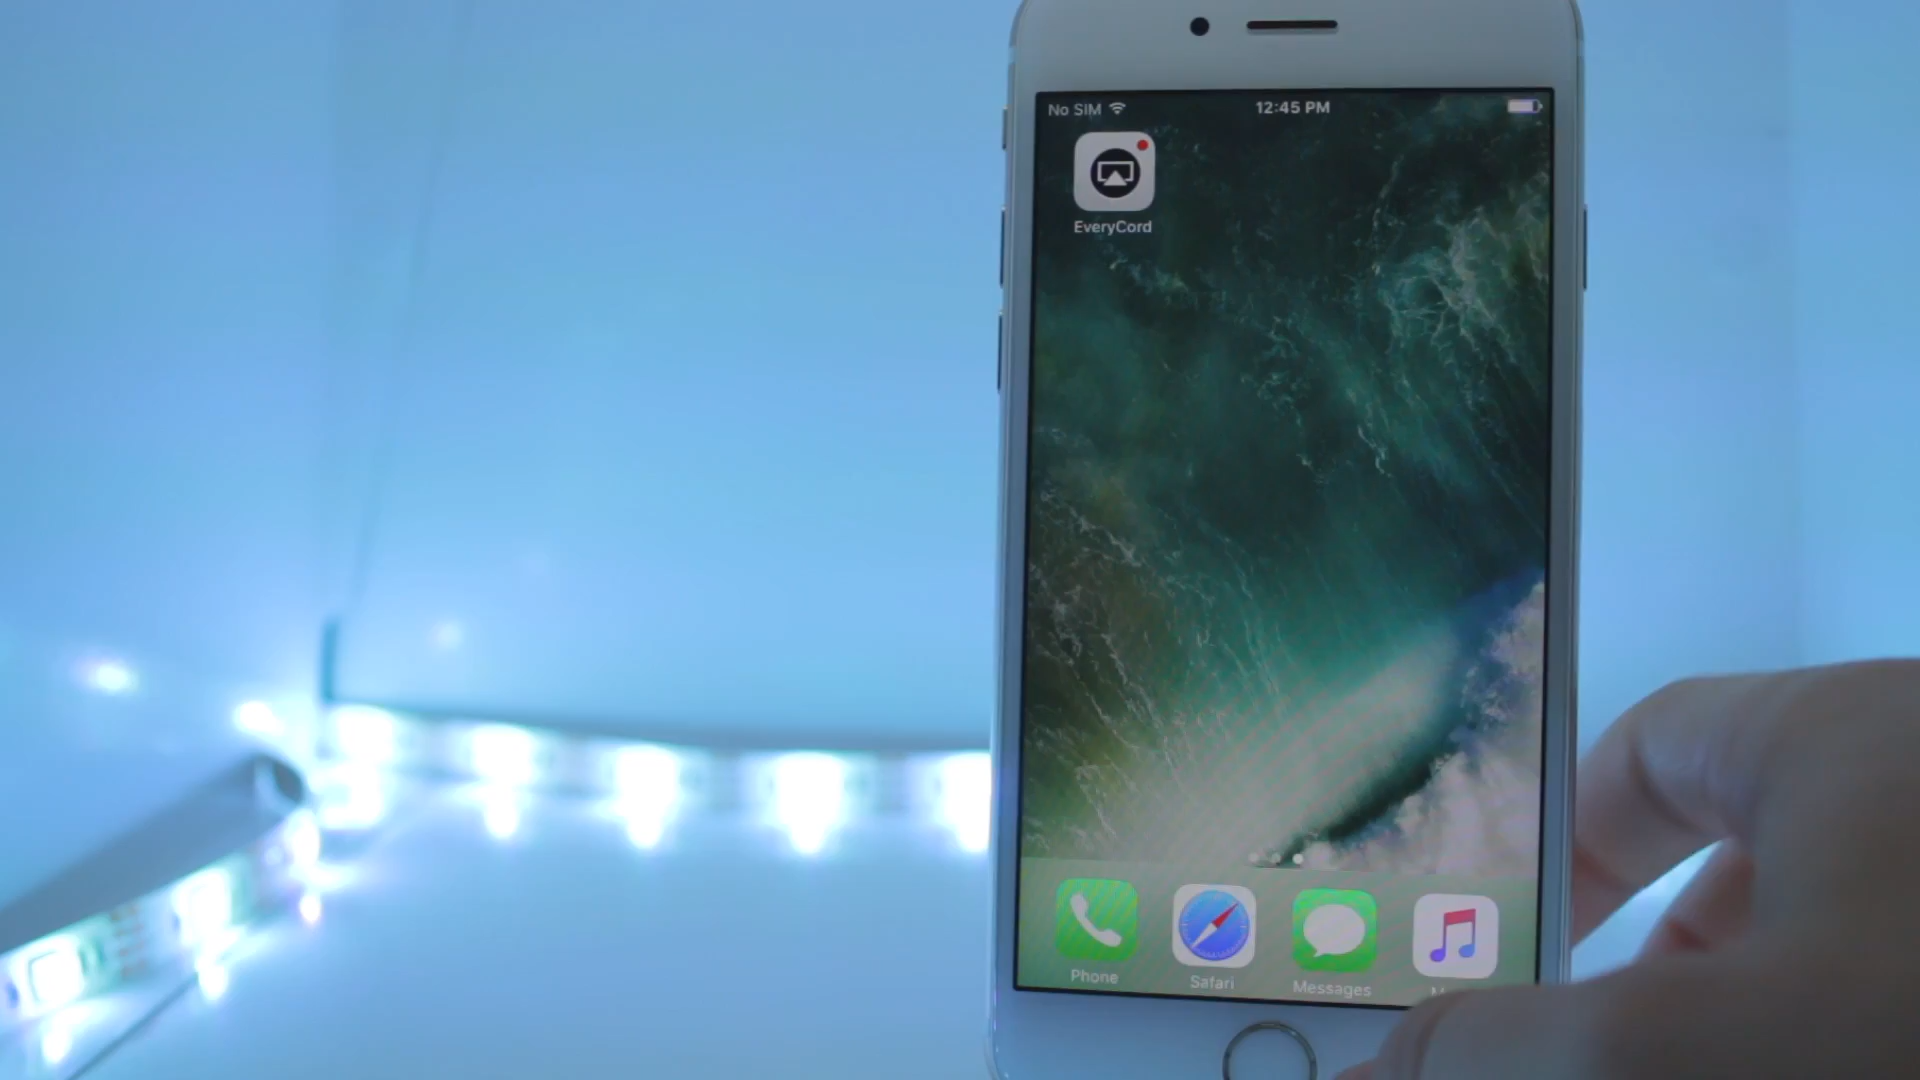 No SIM
12:45 PM
EveryCord
Phone
Safari
Messages